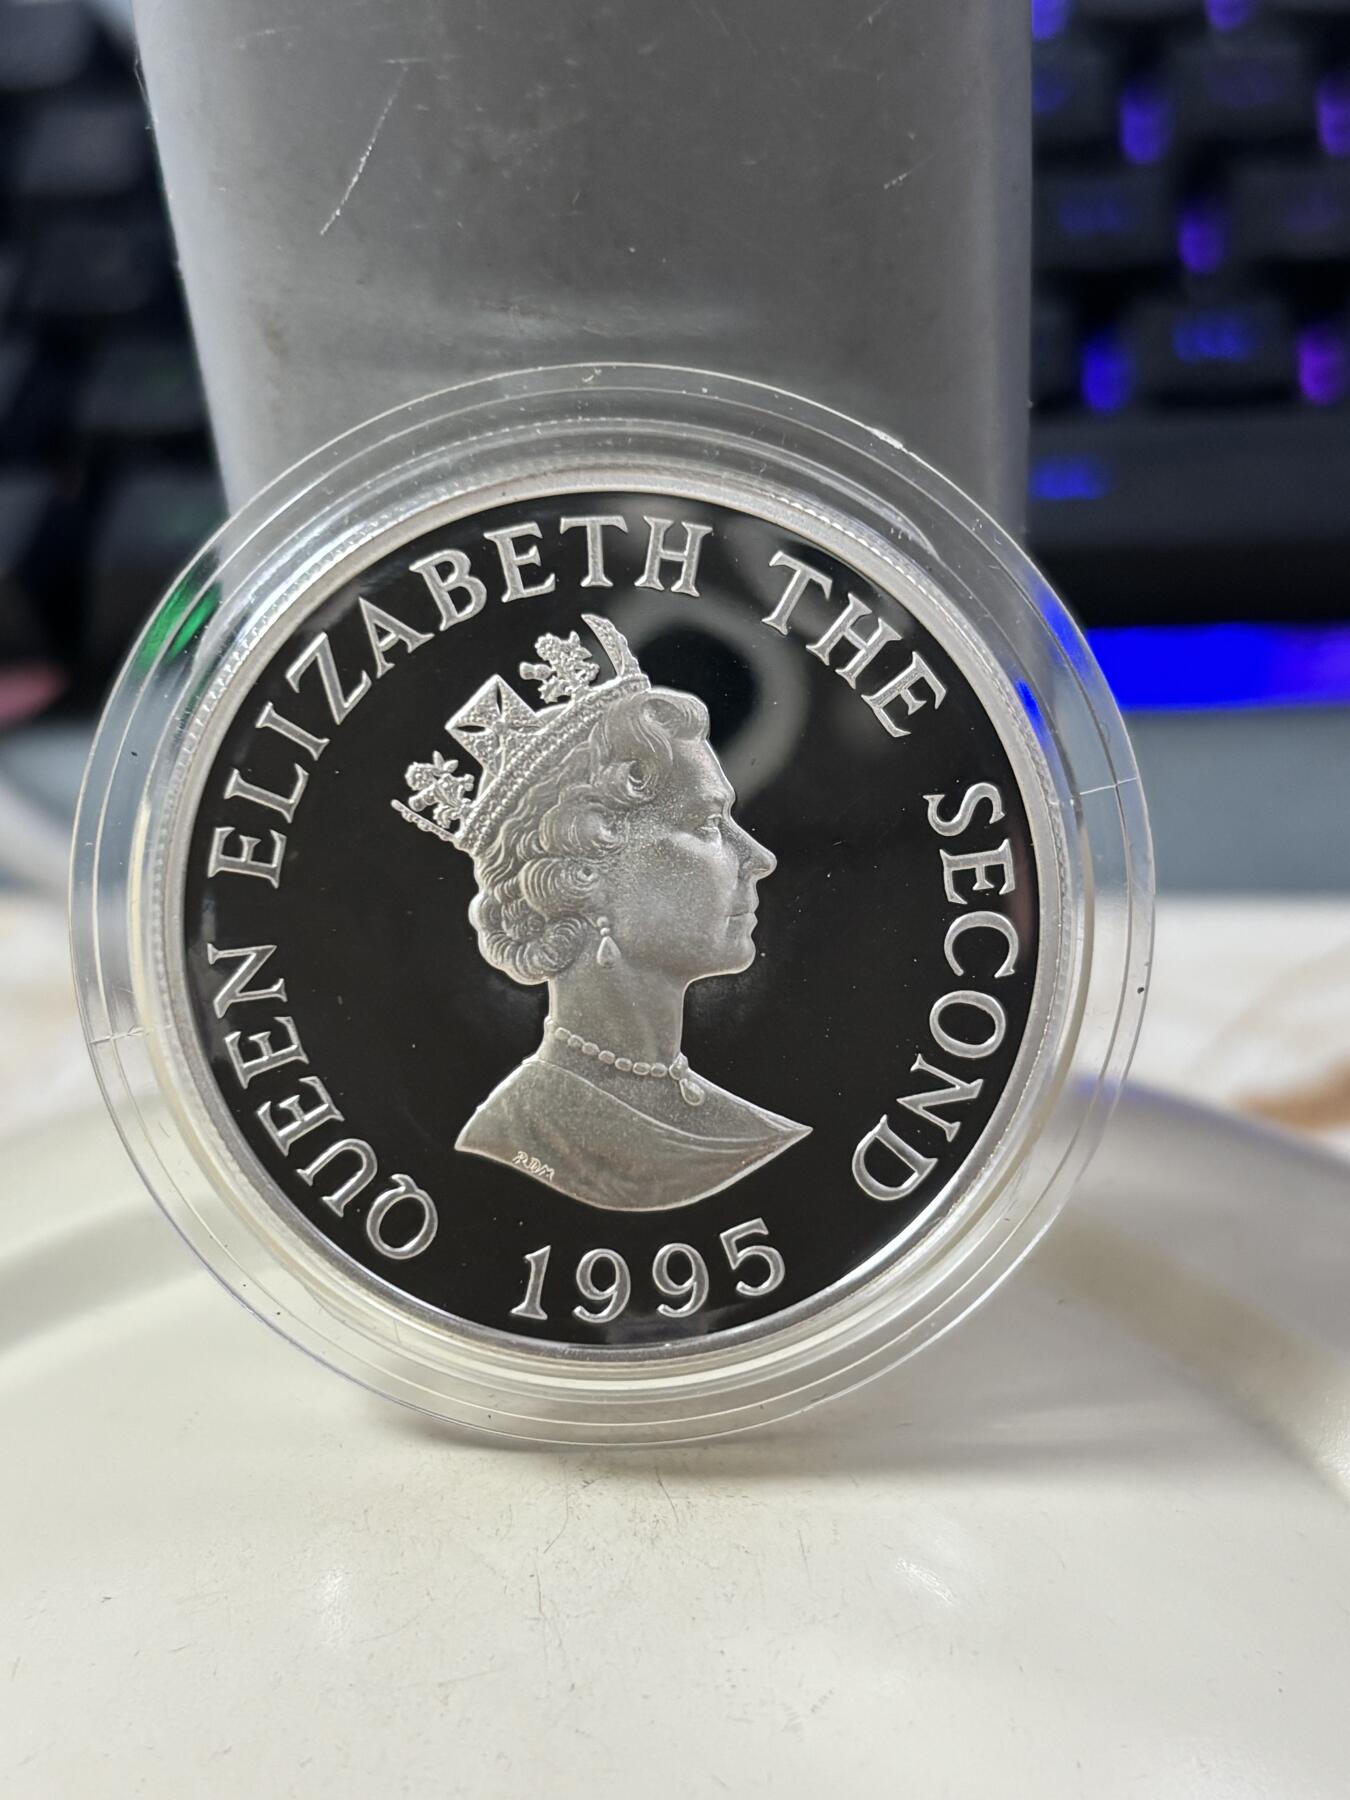 QUEEN ELIZABETH THE SECOND
RDM
1995